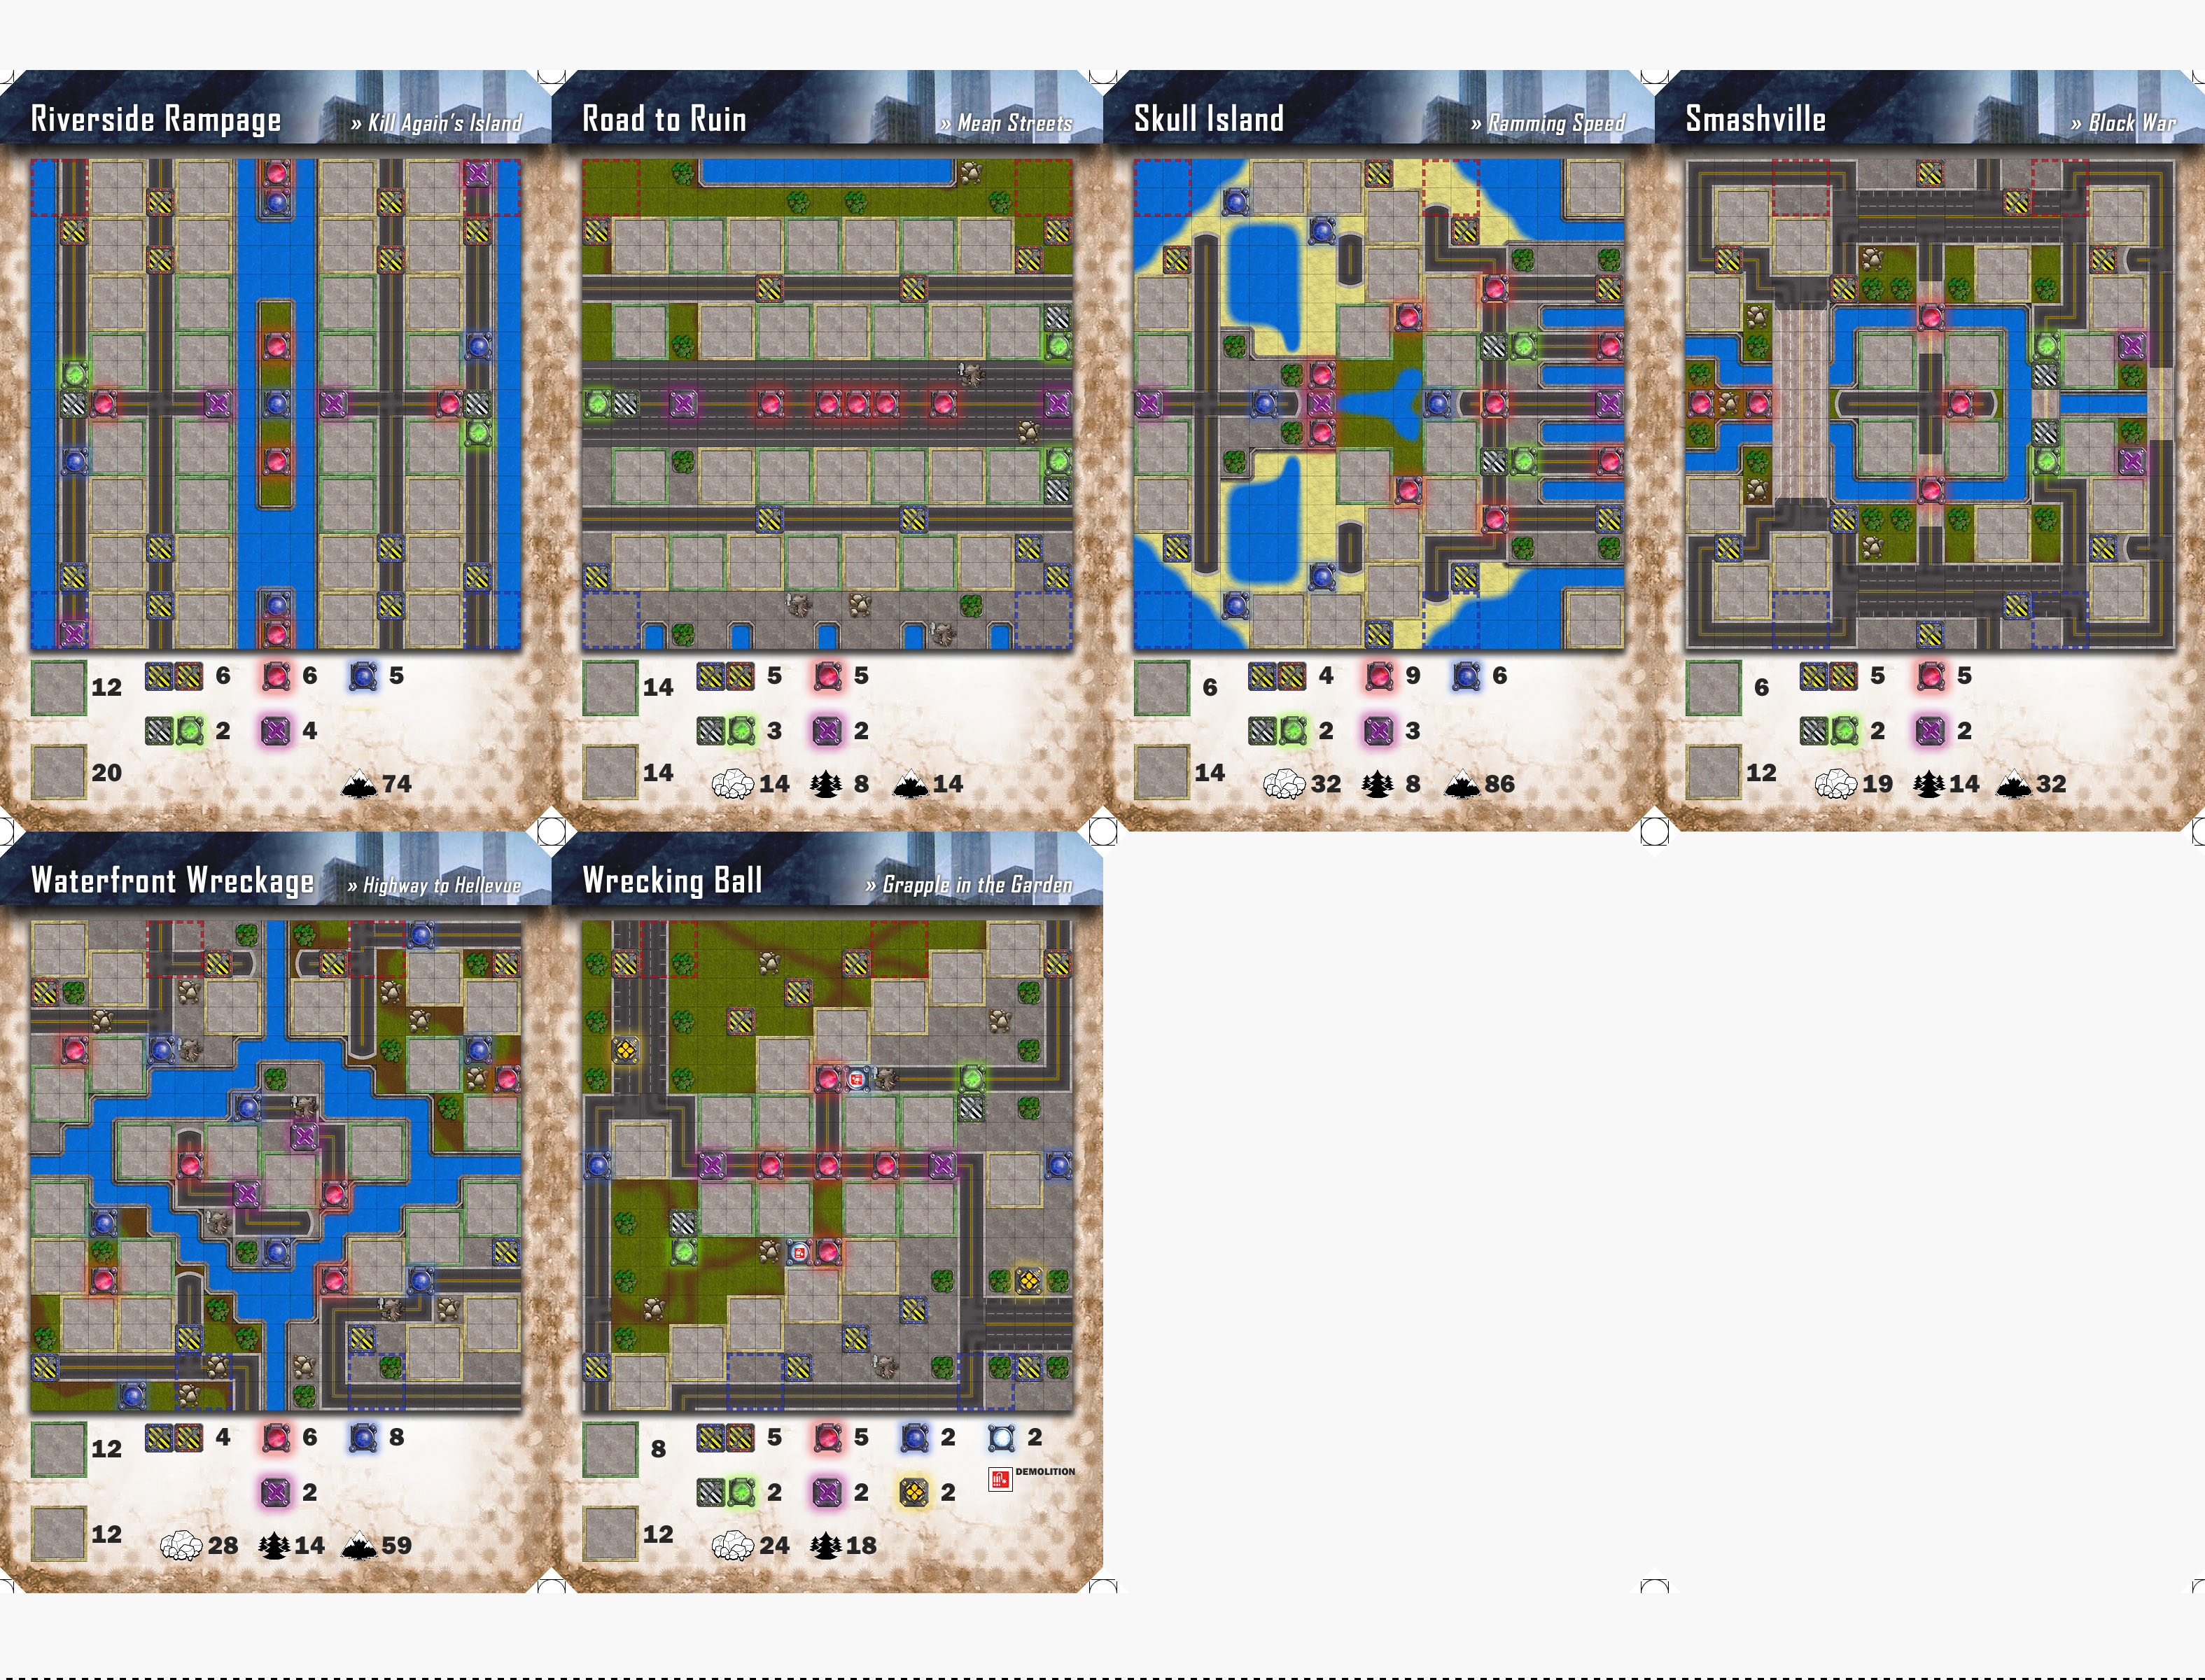 Riverside Rampage » Kill Again's Island
12 6 6 5
2 4
20 74
Road to Ruin » Mean Streets
14 5 5
3 2
14 14 8 14
Skull Island » Ramming Speed
6 4 9 6
2 3
14 32 8 86
Smashville » Block War
6 5 5
2 2
12 19 14 32
Waterfront Wreckage » Highway to Hellevue
12 4 6 8
2
12 28 14 59
Wrecking Ball » Grapple in the Garden
8 5 5 2 2
DEMOLITION
2 2 2
12 24 18